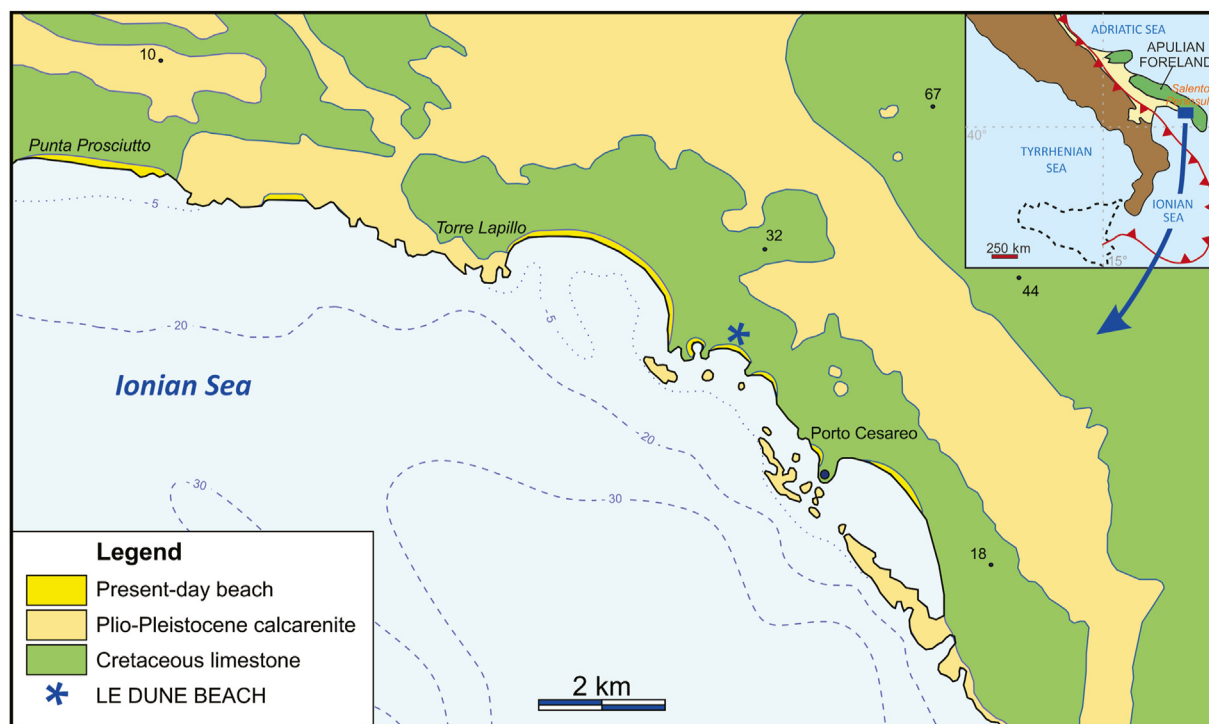 10
67
ADRIATIC SEA
APULIAN
FORELAND
Salento
40°
TYRRHENIAN
SEA
IONIAN
SEA
250 km
15°
Punta Prosciutto
- 5
Torre Lapillo
32
44
- 5
- 20
Ionian Sea
- 20
Porto Cesareo
- 30
- 30
18
Legend
Present-day beach
Plio-Pleistocene calcarenite
Cretaceous limestone
LE DUNE BEACH
2 km